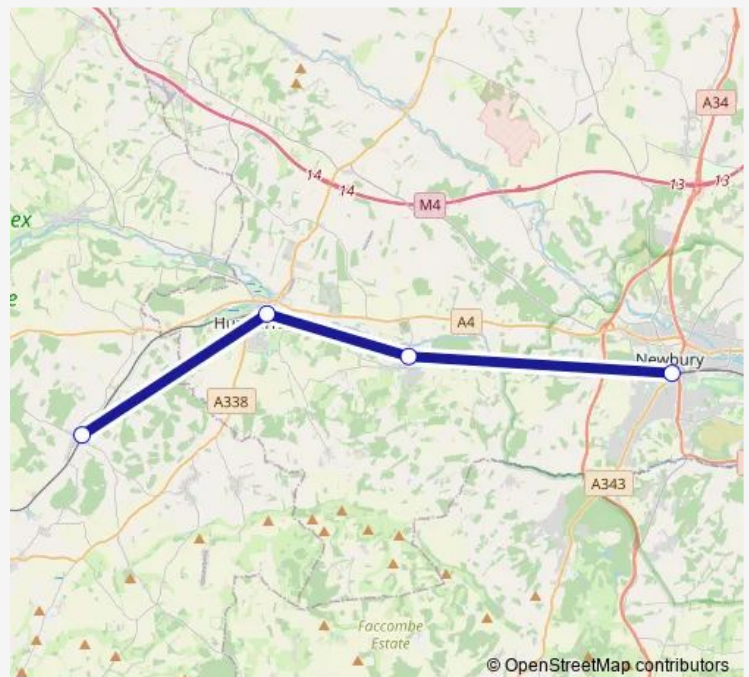 A34
14
14
13
13
M4
ex
e
A4
Newbury
A338
A343
Faccombe
Estate
© OpenStreetMap contributors